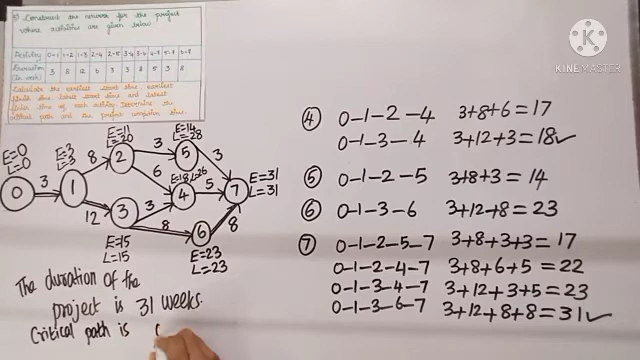 5) Construct the network for the project
whose activities are given below
Activity 0-1 1-2 1-3 2-4 2-5 3-4 3-6 4-7 5-7 6-7
Duration 3 8 12 6 3 3 8 5 3 8
(in week)
Calculate the earliest start time, earliest
finish time, latest start time and latest
finish time of each activity. Determine the
critical path and the project completion time.
KINEMASTER
E=0
L=0
0
3
E=3
L=3
1
8
12
E=11
L=20
2
3
6
E=14
L=28
5
3
3
3
8
E=15
L=15
E=18 L=26
4
5
6
E=23
L=23
8
7
E=31
L=31
The duration of the
project is 31 weeks.
Critical path is
4 0-1-2-4 3+8+6=17
0-1-3-4 3+12+3=18✓
5 0-1-2-5 3+8+3=14
6 0-1-3-6 3+12+8=23
7 0-1-2-5-7 3+8+3+3=17
0-1-2-4-7 3+8+6+5=22
0-1-3-4-7 3+12+3+5=23
0-1-3-6-7 3+12+8+8=31✓